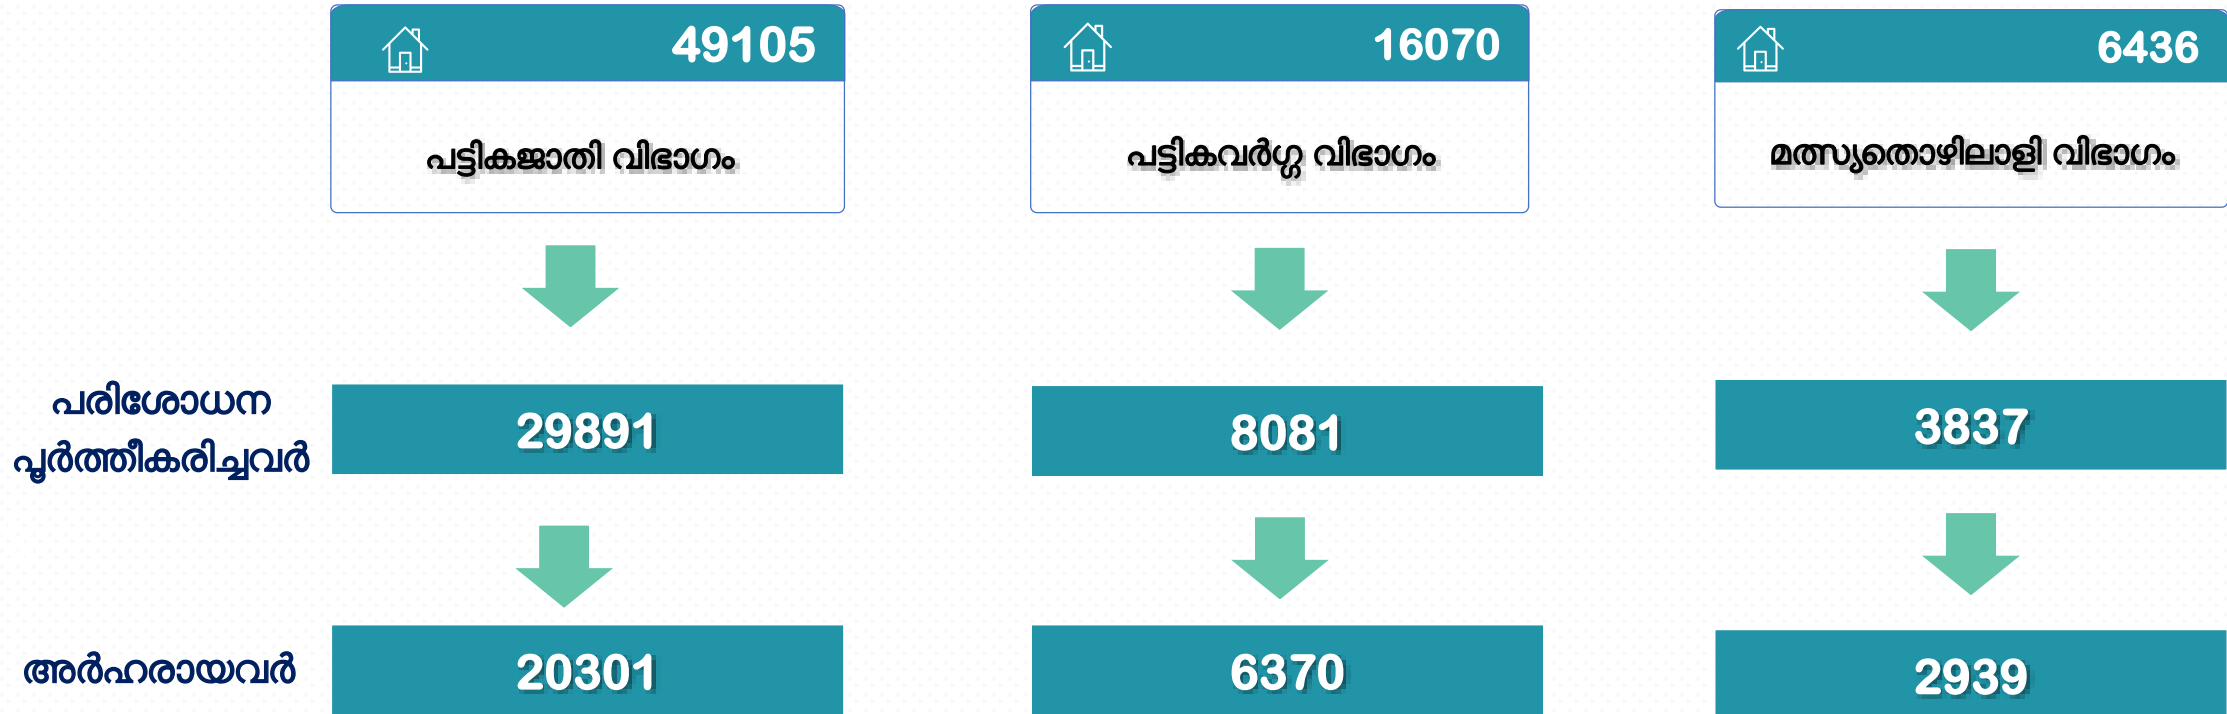 49105
16070
6436
പട്ടികജാതി വിഭാഗം
പട്ടികവർഗ്ഗ വിഭാഗം
മത്സ്യതൊഴിലാളി വിഭാഗം
പരിശോധന
പൂർത്തീകരിച്ചവർ
29891
8081
3837
അർഹരായവർ
20301
6370
2939